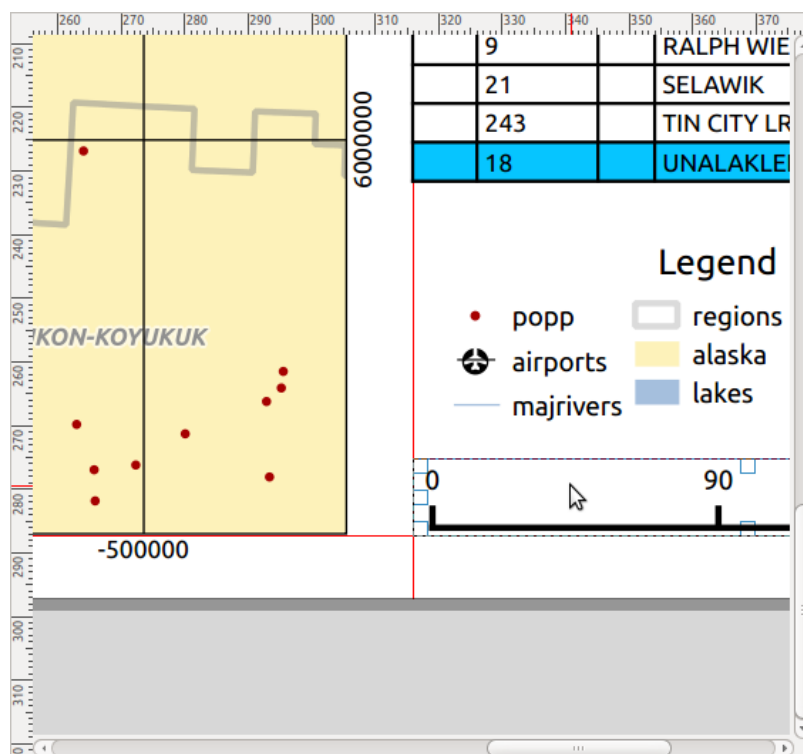 260 270 280 290 300 310 320 330 340 350 360 370
210
220
230
240
250
260
270
280
290
300
310
9 RALPH WIE
21 SELAWIK
243 TIN CITY LR
18 UNALAKLE
6000000
KON-KOYUKUK
-500000
Legend
popp
airports
majrivers
regions
alaska
lakes
0 90